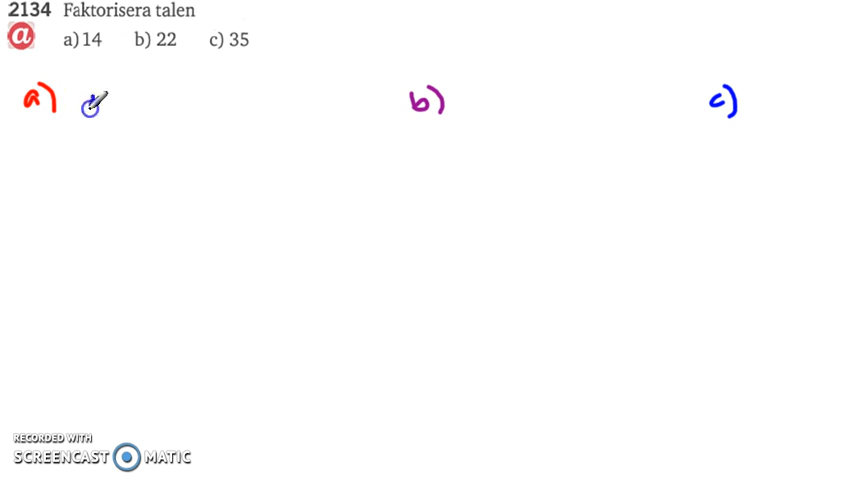 2134 Faktorisera talen
a a) 14 b) 22 c) 35
a) b) c)
RECORDED WITH
SCREENCAST MATIC